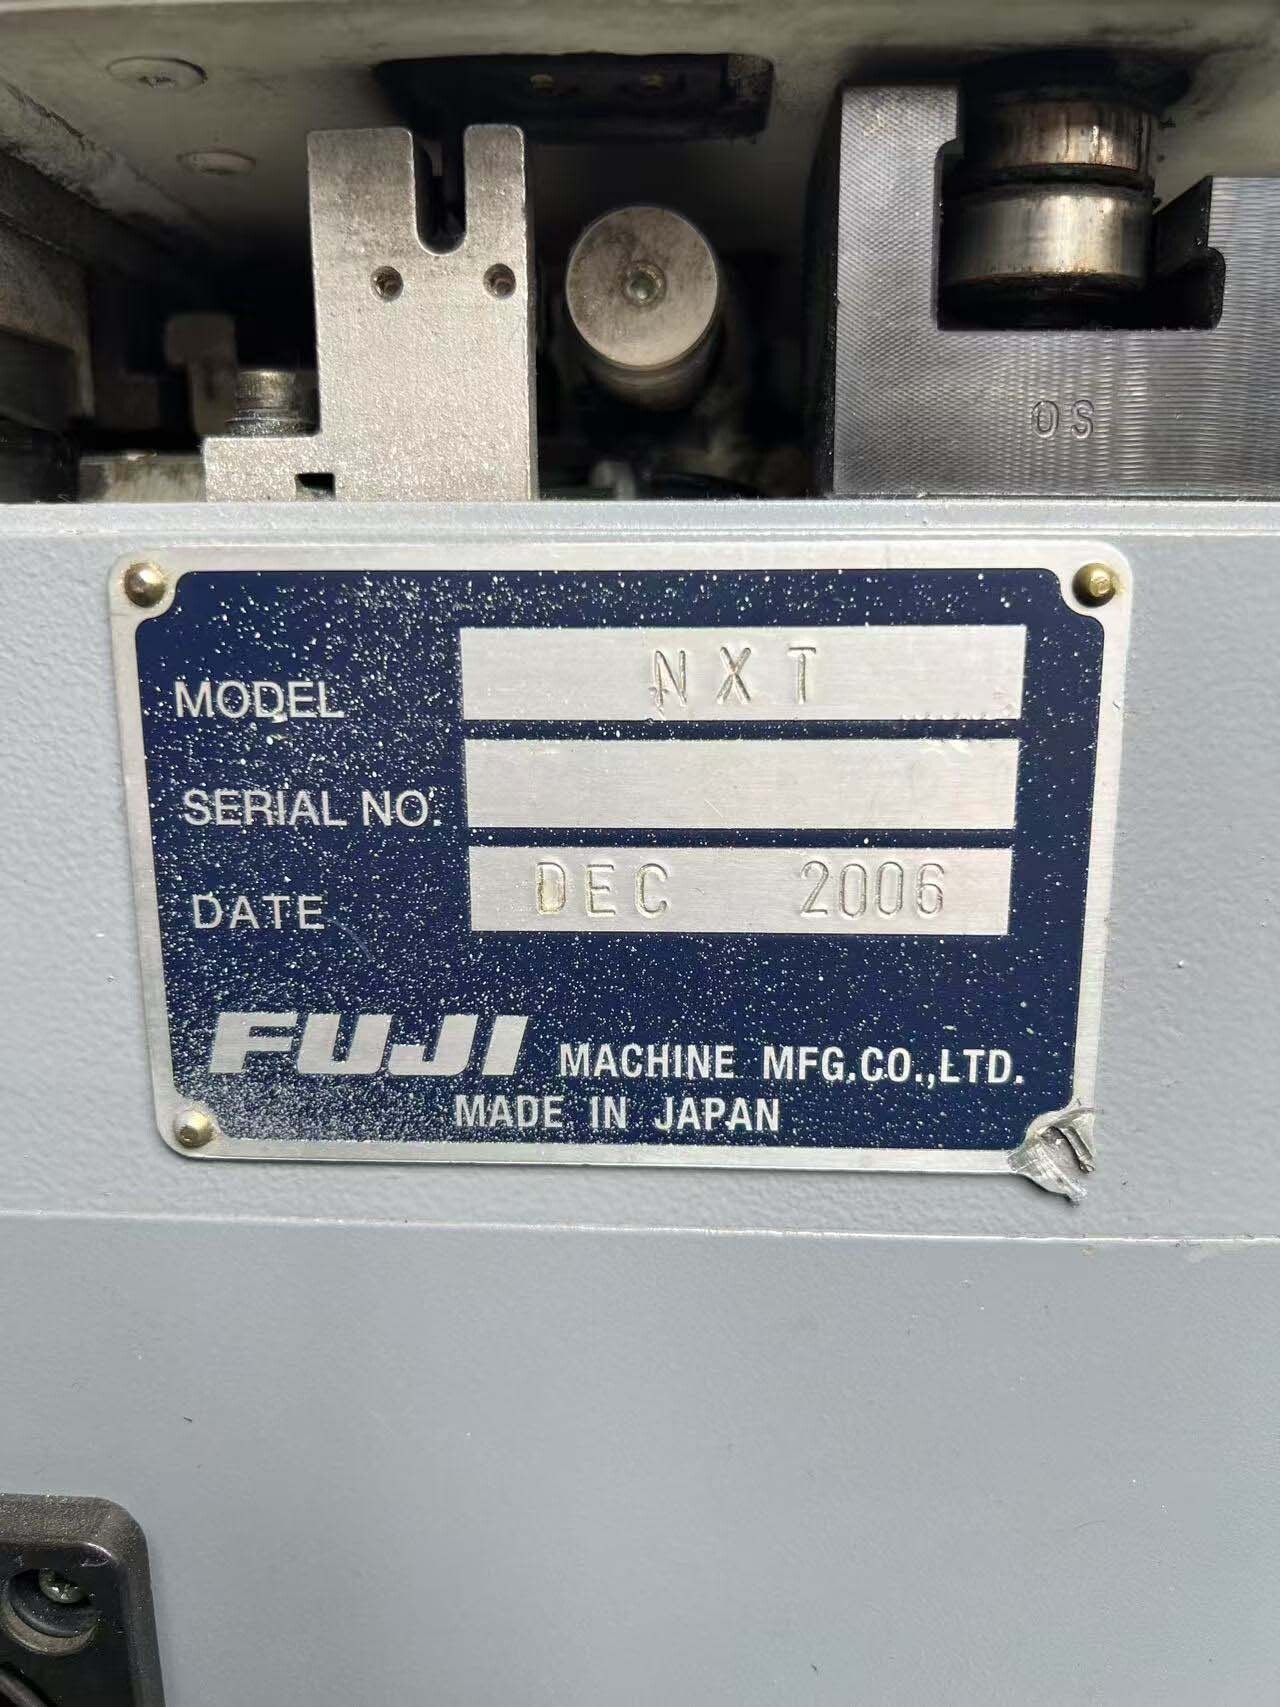 OS
MODEL NXT
SERIAL NO.
DATE DEC 2006
FUJI MACHINE MFG.CO.,LTD.
MADE IN JAPAN